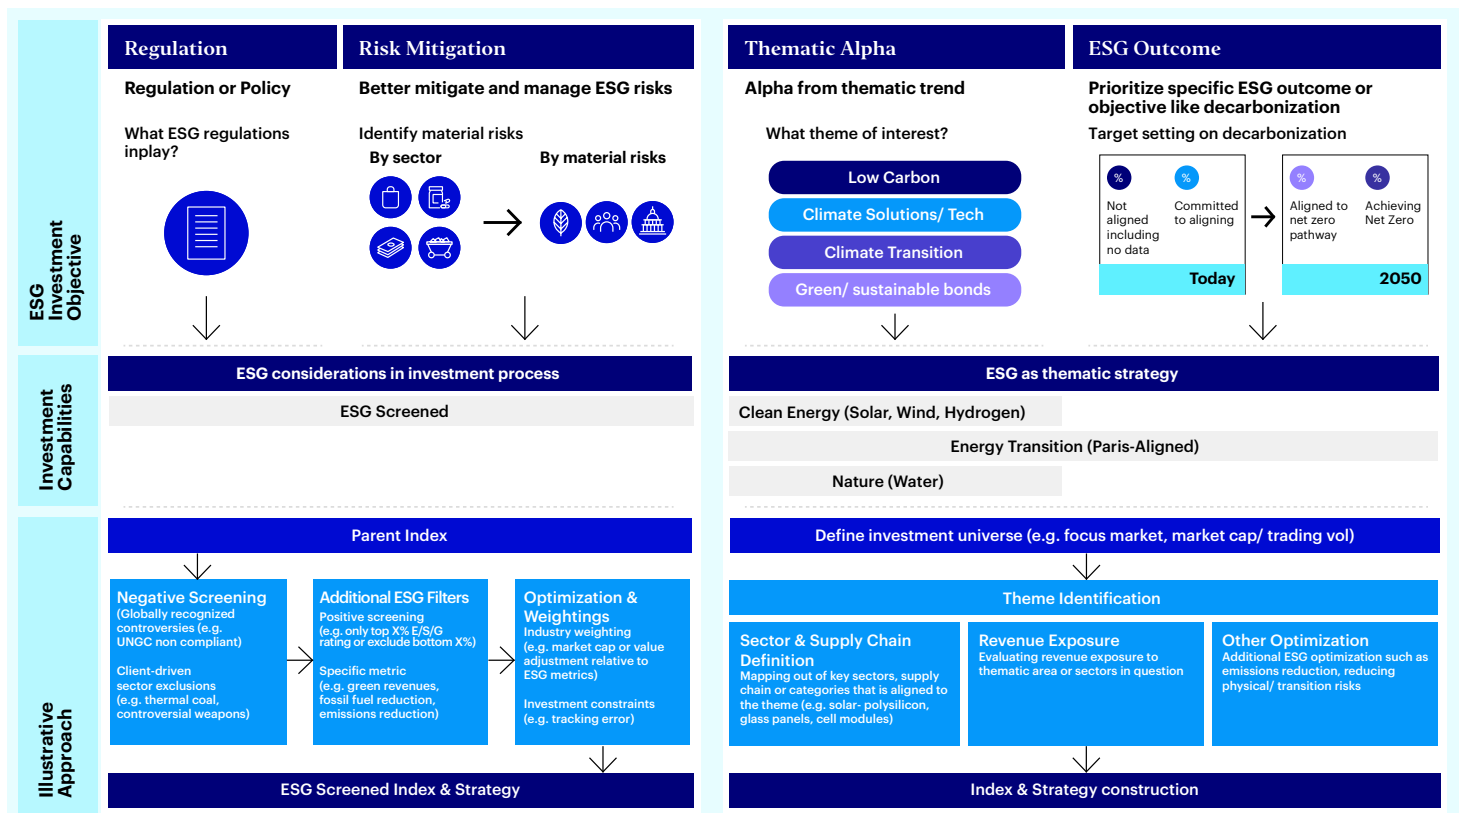 Regulation
Risk Mitigation
Thematic Alpha
ESG Outcome
ESG
Investment
Objective
Regulation or Policy
What ESG regulations
inplay?
Better mitigate and manage ESG risks
Identify material risks
By sector
By material risks
Alpha from thematic trend
What theme of interest?
Low Carbon
Climate Solutions/ Tech
Climate Transition
Green/ sustainable bonds
Prioritize specific ESG outcome or
objective like decarbonization
Target setting on decarbonization
%
Not
aligned
including
no data
%
Committed
to aligning
Today
%
Aligned to
net zero
pathway
%
Achieving
Net Zero
2050
Investment
Capabilities
ESG considerations in investment process
ESG Screened
ESG as thematic strategy
Clean Energy (Solar, Wind, Hydrogen)
Energy Transition (Paris-Aligned)
Nature (Water)
Illustrative
Approach
Parent Index
Negative Screening
(Globally recognized
controversies (e.g.
UNGC non compliant)
Client-driven
sector exclusions
(e.g. thermal coal,
controversial weapons)
Additional ESG Filters
Positive screening
(e.g. only top X% E/S/G
rating or exclude bottom X%)
Specific metric
(e.g. green revenues,
fossil fuel reduction,
emissions reduction)
Optimization &
Weightings
Industry weighting
(e.g. market cap or value
adjustment relative to
ESG metrics)
Investment constraints
(e.g. tracking error)
ESG Screened Index & Strategy
Define investment universe (e.g. focus market, market cap/ trading vol)
Theme Identification
Sector & Supply Chain
Definition
Mapping out of key sectors, supply
chain or categories that is aligned to
the theme (e.g. solar- polysilicon,
glass panels, cell modules)
Revenue Exposure
Evaluating revenue exposure to
thematic area or sectors in question
Other Optimization
Additional ESG optimization such as
emissions reduction, reducing
physical/ transition risks
Index & Strategy construction